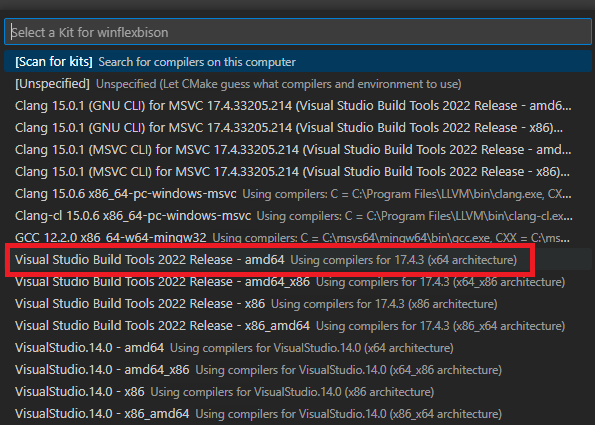 Select a Kit for winflexbison
[Scan for kits] Search for compilers on this computer
[Unspecified] Unspecified (Let CMake guess what compilers and environment to use)
Clang 15.0.1 (GNU CLI) for MSVC 17.4.33205.214 (Visual Studio Build Tools 2022 Release - amd6...
Clang 15.0.1 (GNU CLI) for MSVC 17.4.33205.214 (Visual Studio Build Tools 2022 Release - x86)...
Clang 15.0.1 (MSVC CLI) for MSVC 17.4.33205.214 (Visual Studio Build Tools 2022 Release - am...
Clang 15.0.1 (MSVC CLI) for MSVC 17.4.33205.214 (Visual Studio Build Tools 2022 Release - x8...
Clang 15.0.6 x86_64-pc-windows-msvc Using compilers: C = C:\Program Files\LLVM\bin\clang.exe, CX...
Clang-cl 15.0.6 x86_64-pc-windows-msvc Using compilers: C = C:\Program Files\LLVM\bin\clang-cl.ex...
GCC 12.2.0 x86_64-w64-mingw32 Using compilers: C = C:\msys64\mingw64\bin\gcc.exe, CXX = C:\ms...
Visual Studio Build Tools 2022 Release - amd64 Using compilers for 17.4.3 (x64 architecture)
Visual Studio Build Tools 2022 Release - amd64_x86 Using compilers for 17.4.3 (x64_x86 architecture)
Visual Studio Build Tools 2022 Release - x86 Using compilers for 17.4.3 (x86 architecture)
Visual Studio Build Tools 2022 Release - x86_amd64 Using compilers for 17.4.3 (x86_x64 architecture)
VisualStudio.14.0 - amd64 Using compilers for VisualStudio.14.0 (x64 architecture)
VisualStudio.14.0 - amd64_x86 Using compilers for VisualStudio.14.0 (x64_x86 architecture)
VisualStudio.14.0 - x86 Using compilers for VisualStudio.14.0 (x86 architecture)
VisualStudio.14.0 - x86_amd64 Using compilers for VisualStudio.14.0 (x86_x64 architecture)